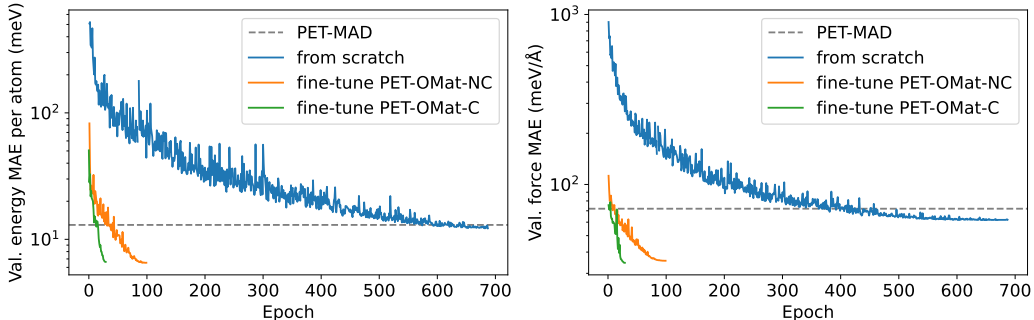 Val. energy MAE per atom (meV)
10²
10¹
0
100
200
300
400
500
600
700
Epoch
PET-MAD
from scratch
fine-tune PET-OMat-NC
fine-tune PET-OMat-C
Val. force MAE (meV/Å)
10³
10²
0
100
200
300
400
500
600
700
Epoch
PET-MAD
from scratch
fine-tune PET-OMat-NC
fine-tune PET-OMat-C